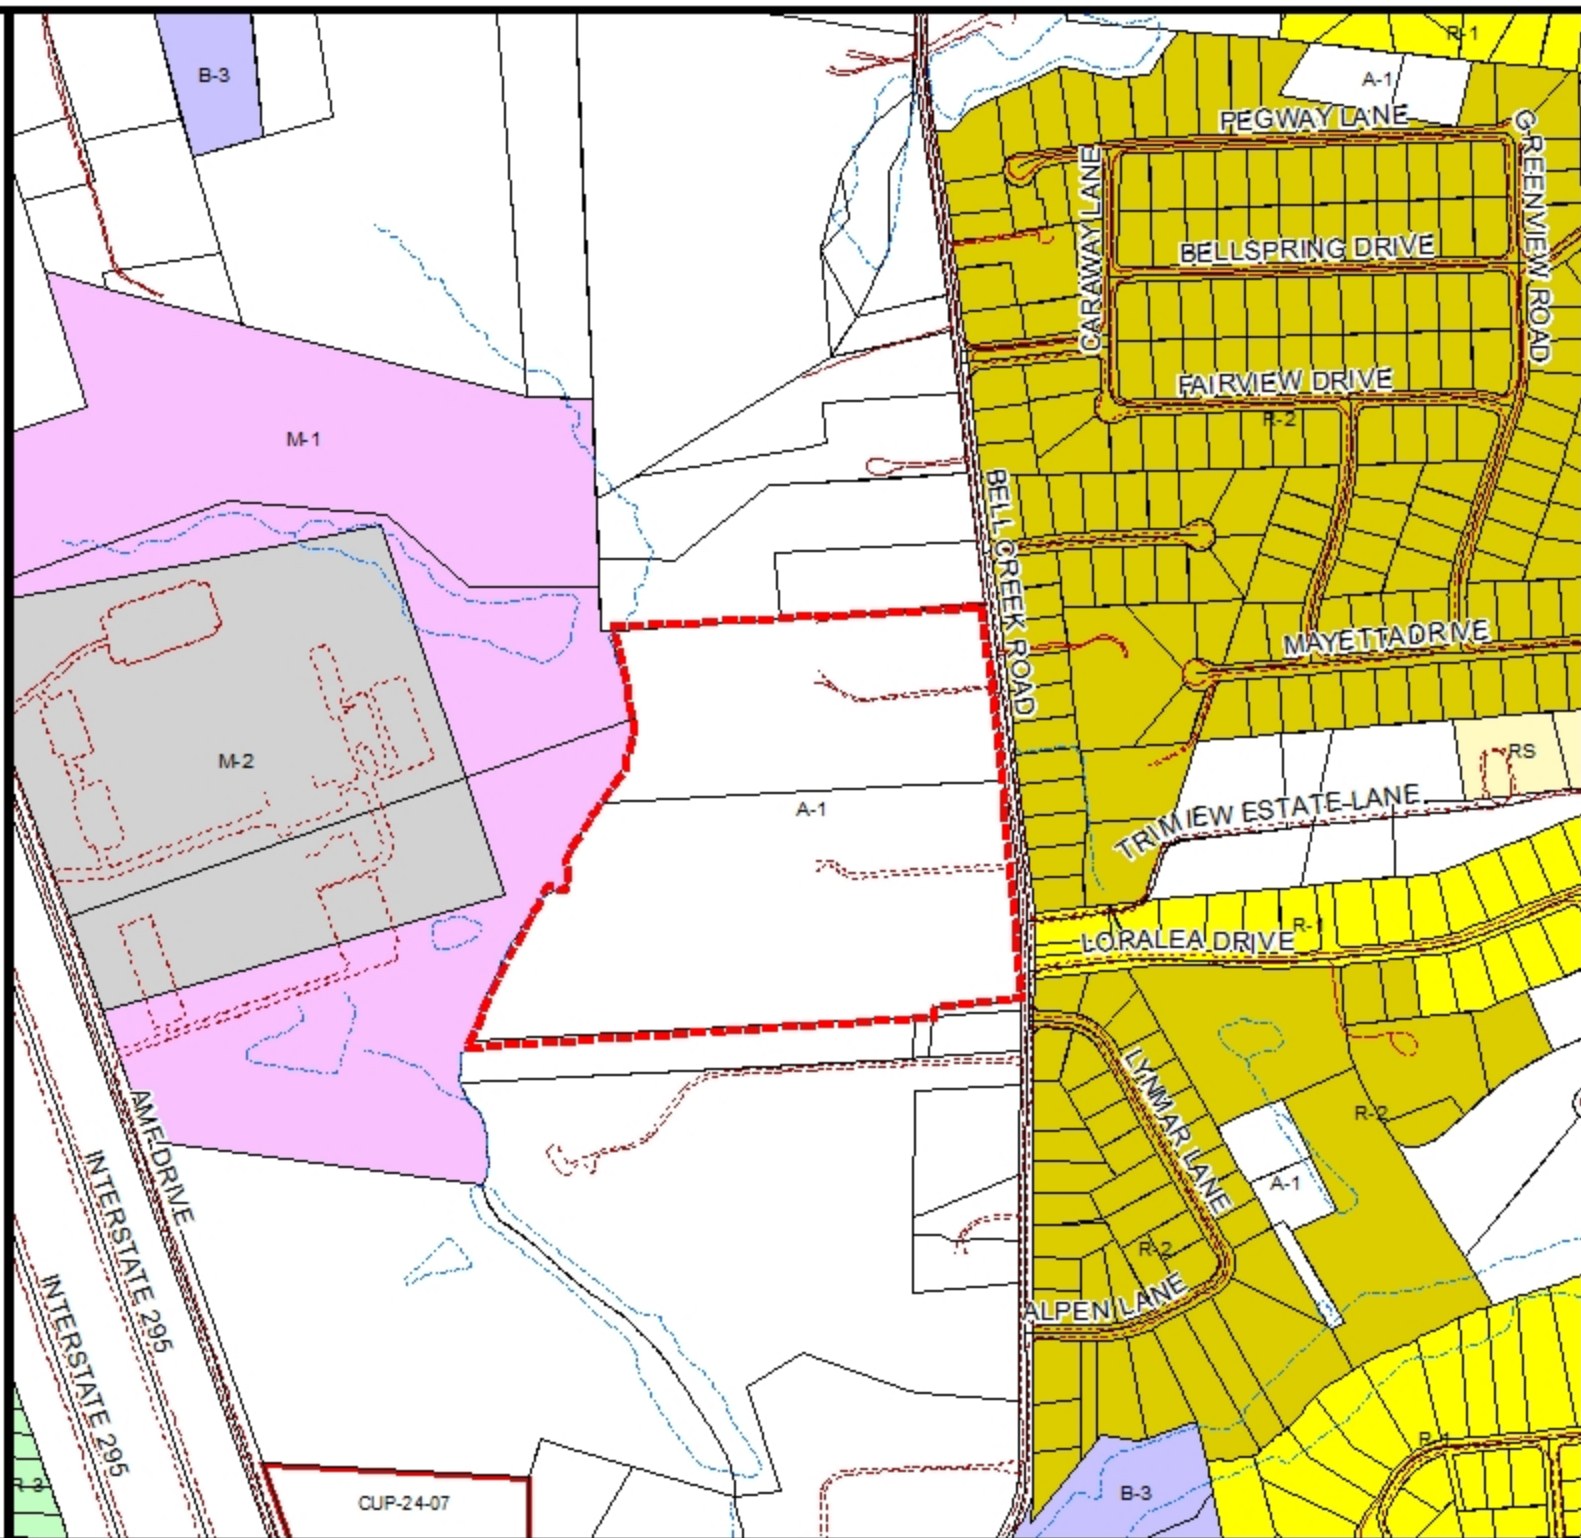 R-1
B-3
A-1
PEGWAY LANE
GREENVIEW ROAD
CARAWAY LANE
BELLSPRING DRIVE
FAIRVIEW DRIVE
R-2
M-1
BELL CREEK ROAD
MAYETTA DRIVE
RS
M-2
A-1
TRIMVIEW ESTATE LANE
R-1
LORALEA DRIVE
LYNMAR LANE
R-2
AMF DRIVE
A-1
INTERSTATE 295
R-2
ALPEN LANE
INTERSTATE 295
R-1
R-3
CUP-24-07
B-3